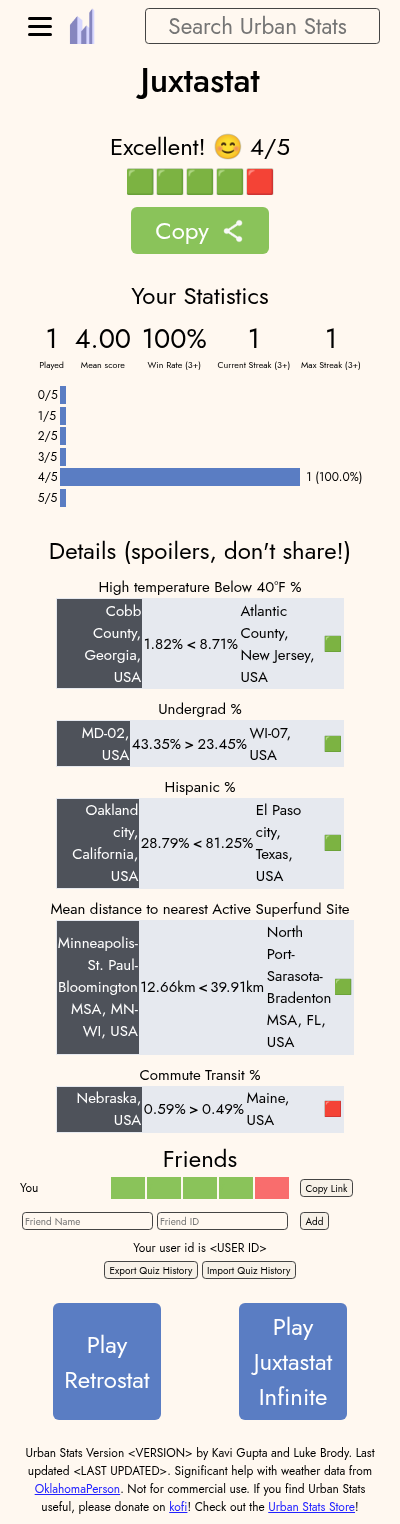 Search Urban Stats
Juxtastat
Excellent! 😊 4/5
🟩🟩🟩🟩🟥
Copy
Your Statistics
1 4.00 100% 1 1
Played Mean score Win Rate (3+) Current Streak (3+) Max Streak (3+)
0/5
1/5
2/5
3/5
4/5 1 (100.0%)
5/5
Details (spoilers, don't share!)
High temperature Below 40°F %
Cobb
County,
Georgia,
USA
1.82% < 8.71%
Atlantic
County,
New Jersey,
USA
🟩
Undergrad %
MD-02,
USA
43.35% > 23.45%
WI-07,
USA
🟩
Hispanic %
Oakland
city,
California,
USA
28.79% < 81.25%
El Paso
city,
Texas,
USA
🟩
Mean distance to nearest Active Superfund Site
Minneapolis-
St. Paul-
Bloomington
MSA, MN-
WI, USA
12.66km < 39.91km
North
Port-
Sarasota-
Bradenton
MSA, FL,
USA
🟩
Commute Transit %
Nebraska,
USA
0.59% > 0.49%
Maine,
USA
🟥
Friends
You Copy Link
Friend Name Friend ID Add
Your user id is <USER ID>
Export Quiz History Import Quiz History
Play
Retrostat
Play
Juxtastat
Infinite
Urban Stats Version <VERSION> by Kavi Gupta and Luke Brody. Last
updated <LAST UPDATED>. Significant help with weather data from
OklahomaPerson. Not for commercial use. If you find Urban Stats
useful, please donate on kofi! Check out the Urban Stats Store!